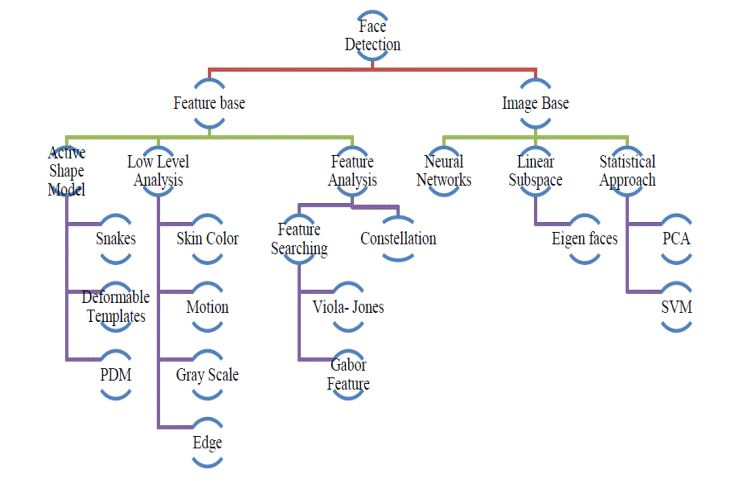 Face
Detection
Feature base
Image Base
Active
Shape
Model
Low Level
Analysis
Feature
Analysis
Neural
Networks
Linear
Subspace
Statistical
Approach
Snakes
Skin Color
Feature
Searching
Constellation
Eigen faces
PCA
Deformable
Templates
Motion
Viola- Jones
SVM
PDM
Gray Scale
Gabor
Feature
Edge